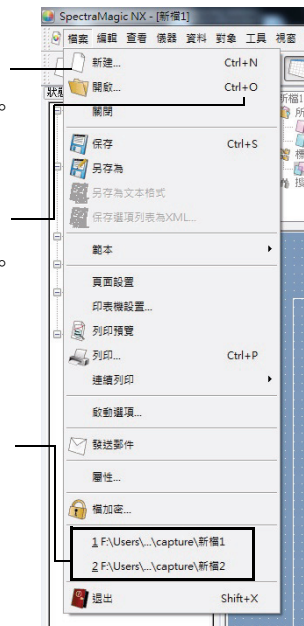 SpectraMagic NX - [新檔1]
檔案 編輯 查看 儀器 資料 對象 工具 視窗
新建... Ctrl+N
開啟... Ctrl+O
關閉
保存 Ctrl+S
另存為
另存為文本格式
保存選項列表為XML...
範本
頁面設置
印表機設置...
列印預覽
列印... Ctrl+P
連續列印
啟動選項...
發送郵件
屬性...
檔加密...
1 F:\Users\...\capture\新檔1
2 F:\Users\...\capture\新檔2
退出 Shift+X